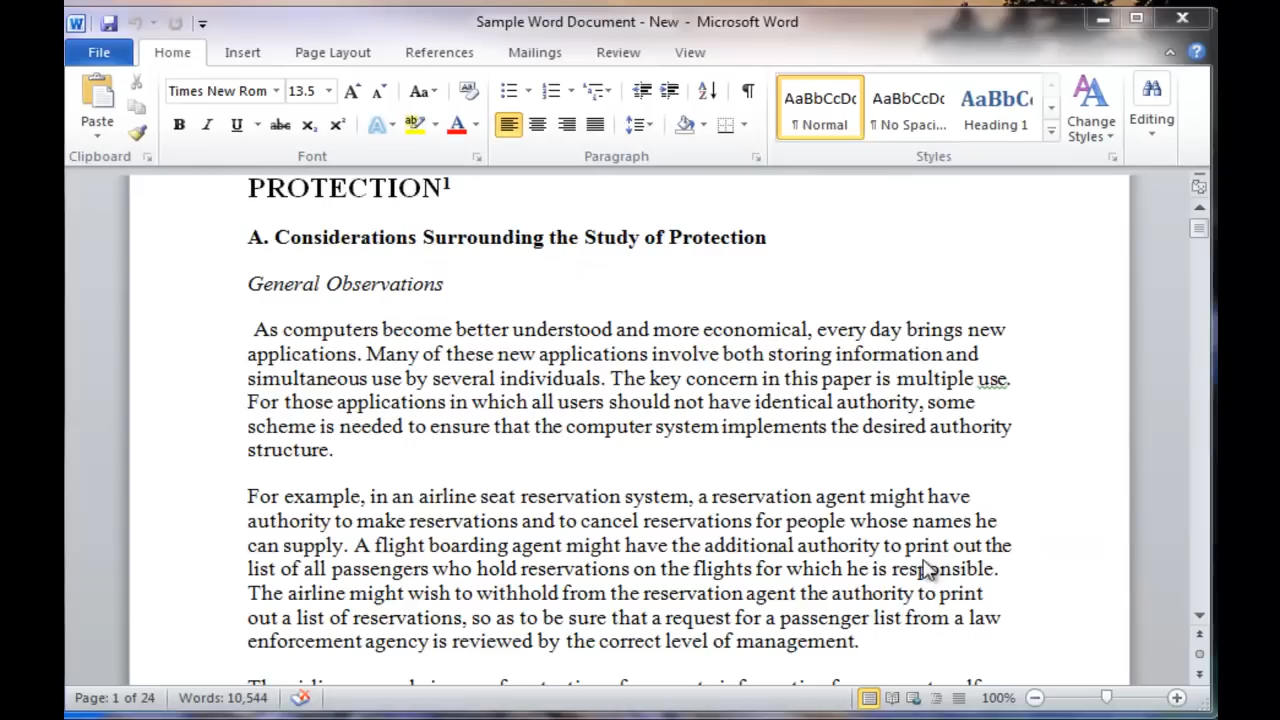 Sample Word Document - New - Microsoft Word
File Home Insert Page Layout References Mailings Review View
Times New Rom 13.5
Paste
AaBbCcDc AaBbCcDc AaBbCc
¶ Normal ¶ No Spaci... Heading 1
Change Styles
Editing
Clipboard Font Paragraph Styles
PROTECTION¹
A. Considerations Surrounding the Study of Protection
General Observations
As computers become better understood and more economical, every day brings new
applications. Many of these new applications involve both storing information and
simultaneous use by several individuals. The key concern in this paper is multiple use.
For those applications in which all users should not have identical authority, some
scheme is needed to ensure that the computer system implements the desired authority
structure.
For example, in an airline seat reservation system, a reservation agent might have
authority to make reservations and to cancel reservations for people whose names he
can supply. A flight boarding agent might have the additional authority to print out the
list of all passengers who hold reservations on the flights for which he is responsible.
The airline might wish to withhold from the reservation agent the authority to print
out a list of reservations, so as to be sure that a request for a passenger list from a law
enforcement agency is reviewed by the correct level of management.
Page: 1 of 24 Words: 10,544 100%